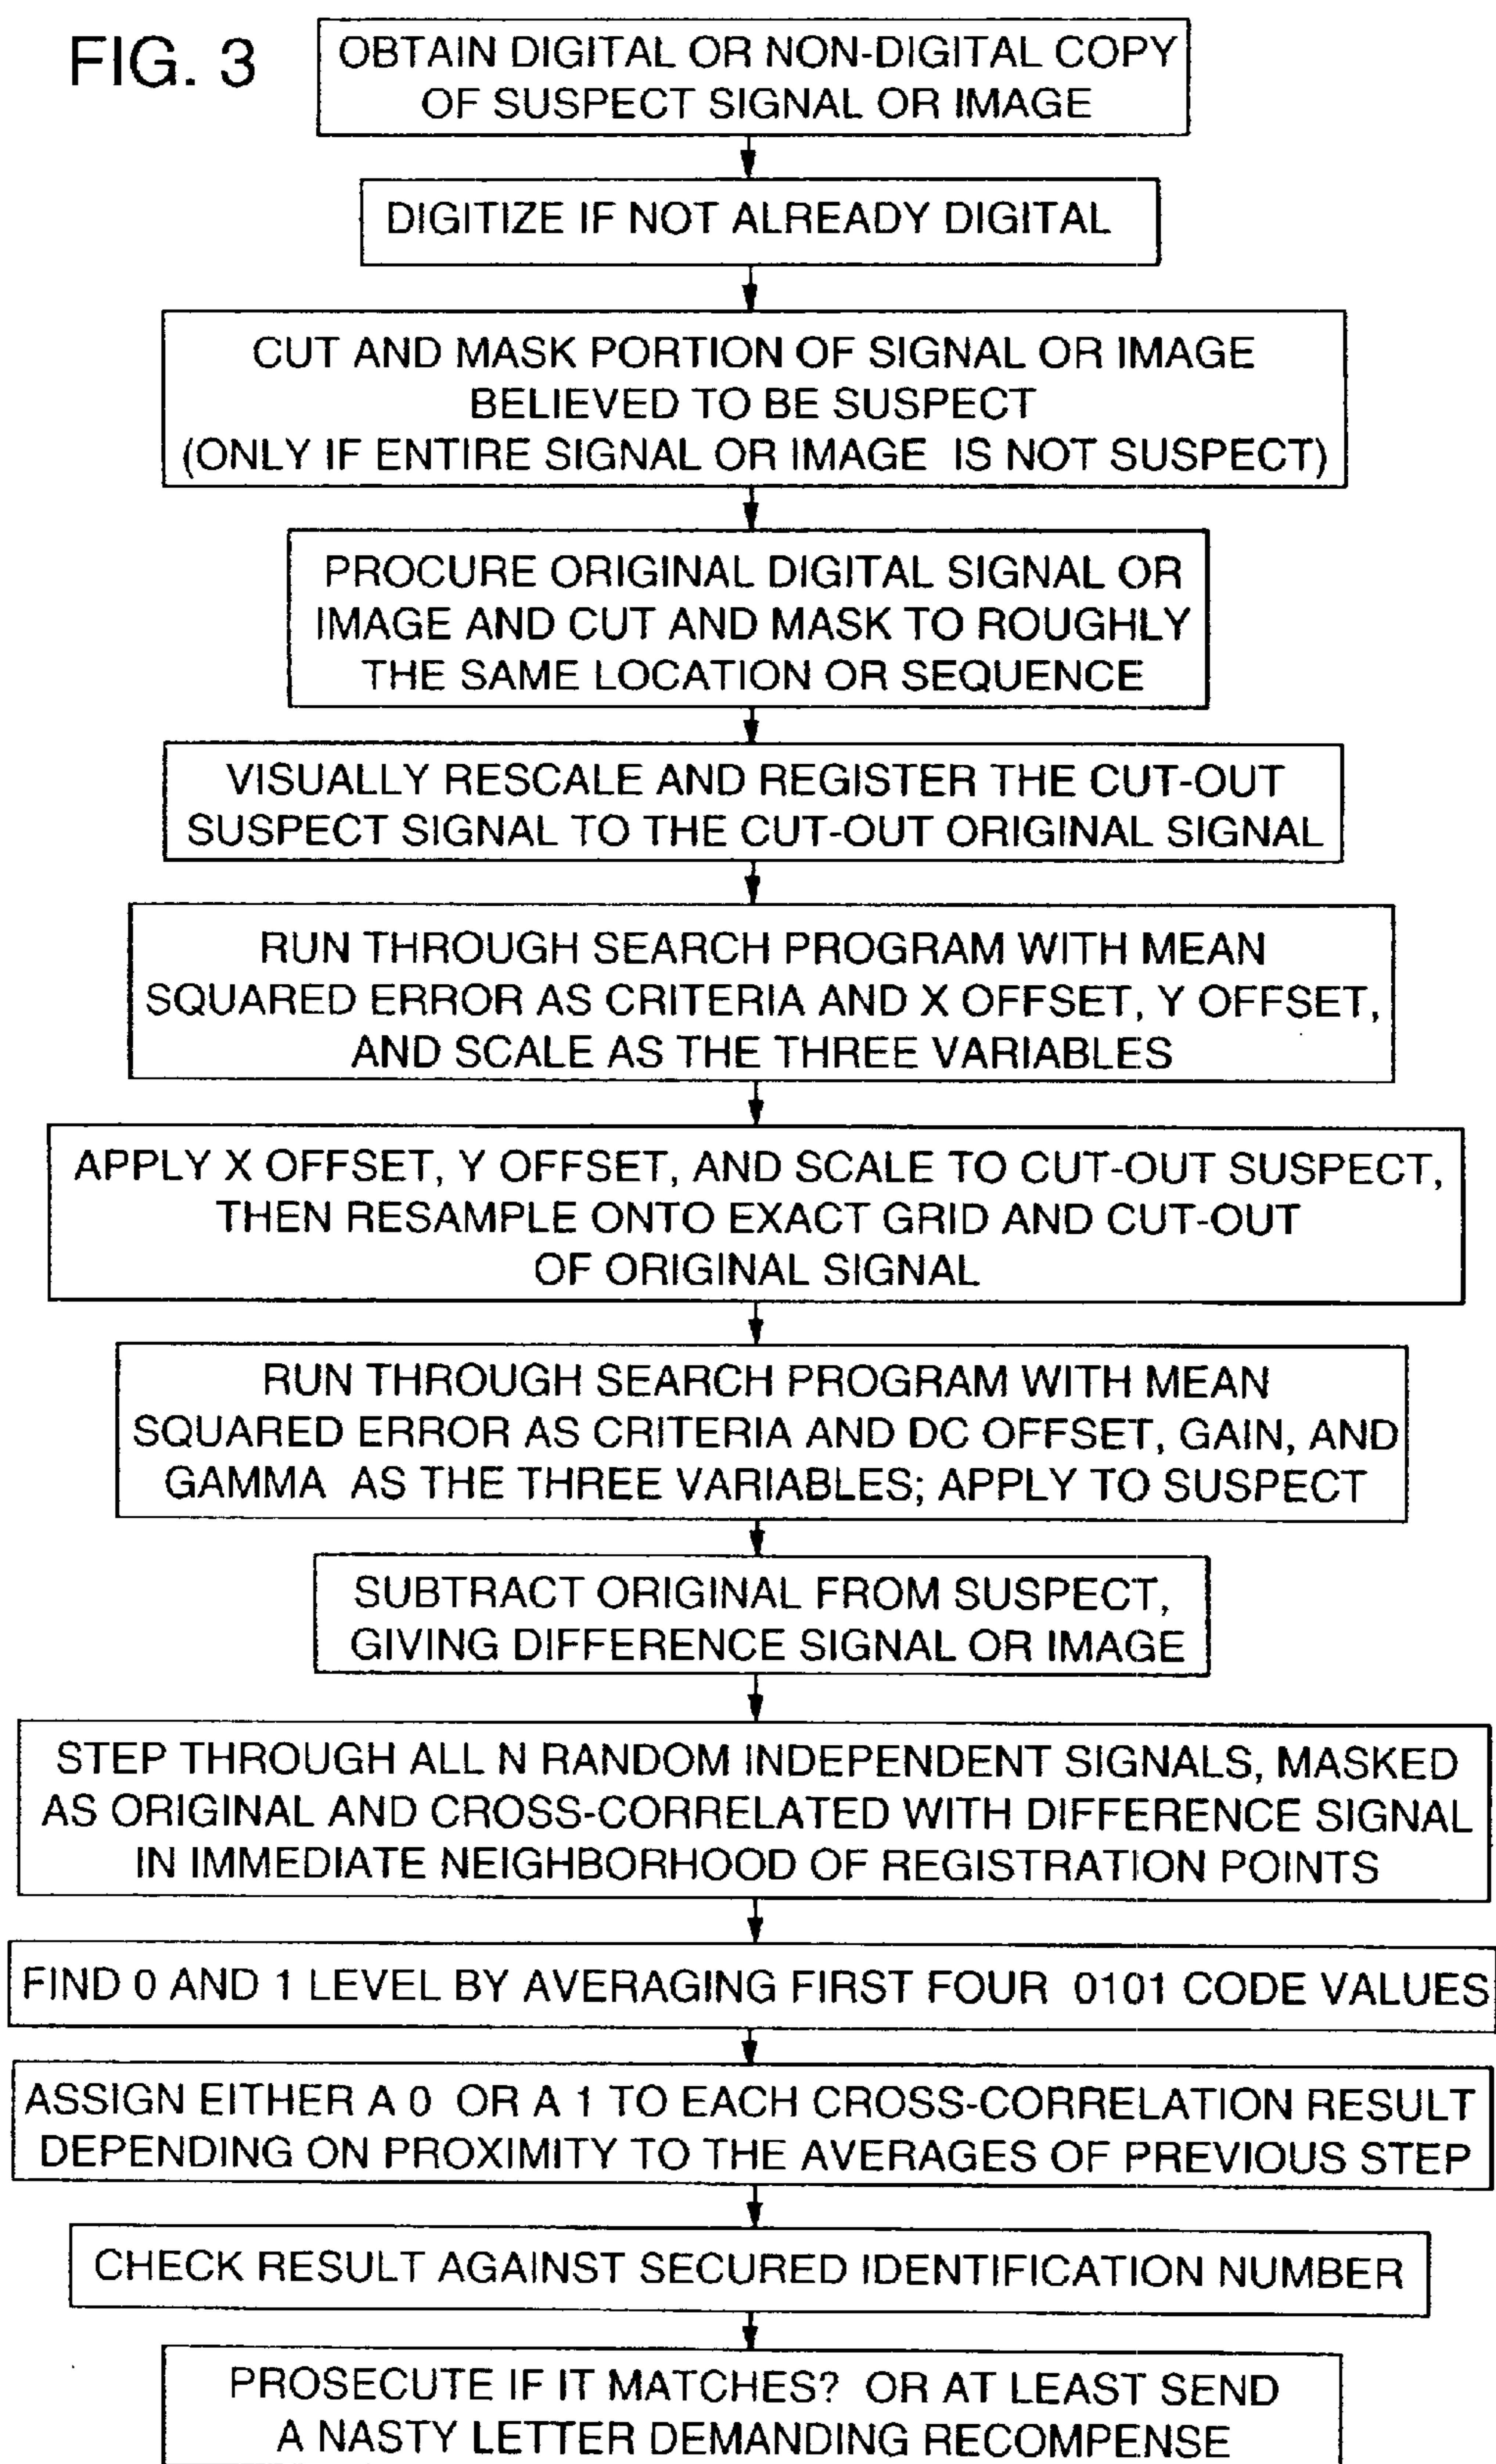 FIG. 3
OBTAIN DIGITAL OR NON-DIGITAL COPY
OF SUSPECT SIGNAL OR IMAGE
DIGITIZE IF NOT ALREADY DIGITAL
CUT AND MASK PORTION OF SIGNAL OR IMAGE
BELIEVED TO BE SUSPECT
(ONLY IF ENTIRE SIGNAL OR IMAGE IS NOT SUSPECT)
PROCURE ORIGINAL DIGITAL SIGNAL OR
IMAGE AND CUT AND MASK TO ROUGHLY
THE SAME LOCATION OR SEQUENCE
VISUALLY RESCALE AND REGISTER THE CUT-OUT
SUSPECT SIGNAL TO THE CUT-OUT ORIGINAL SIGNAL
RUN THROUGH SEARCH PROGRAM WITH MEAN
SQUARED ERROR AS CRITERIA AND X OFFSET, Y OFFSET,
AND SCALE AS THE THREE VARIABLES
APPLY X OFFSET, Y OFFSET, AND SCALE TO CUT-OUT SUSPECT,
THEN RESAMPLE ONTO EXACT GRID AND CUT-OUT
OF ORIGINAL SIGNAL
RUN THROUGH SEARCH PROGRAM WITH MEAN
SQUARED ERROR AS CRITERIA AND DC OFFSET, GAIN, AND
GAMMA AS THE THREE VARIABLES; APPLY TO SUSPECT
SUBTRACT ORIGINAL FROM SUSPECT,
GIVING DIFFERENCE SIGNAL OR IMAGE
STEP THROUGH ALL N RANDOM INDEPENDENT SIGNALS, MASKED
AS ORIGINAL AND CROSS-CORRELATED WITH DIFFERENCE SIGNAL
IN IMMEDIATE NEIGHBORHOOD OF REGISTRATION POINTS
FIND 0 AND 1 LEVEL BY AVERAGING FIRST FOUR 0101 CODE VALUES
ASSIGN EITHER A 0 OR A 1 TO EACH CROSS-CORRELATION RESULT
DEPENDING ON PROXIMITY TO THE AVERAGES OF PREVIOUS STEP
CHECK RESULT AGAINST SECURED IDENTIFICATION NUMBER
PROSECUTE IF IT MATCHES? OR AT LEAST SEND
A NASTY LETTER DEMANDING RECOMPENSE